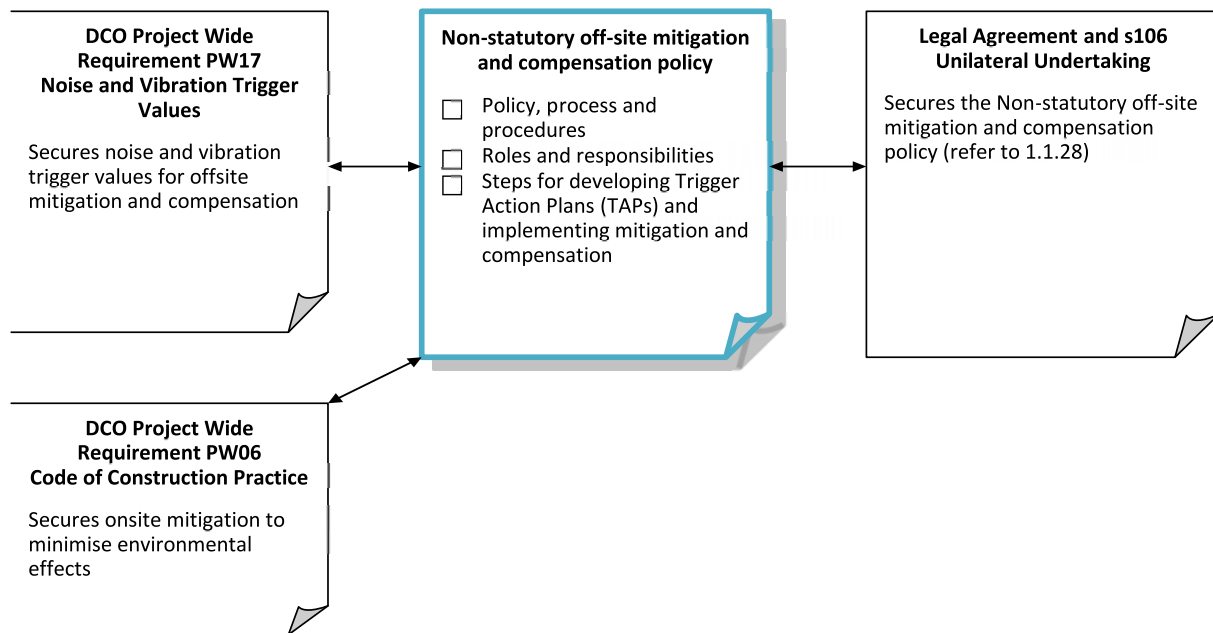 DCO Project Wide
Requirement PW17
Noise and Vibration Trigger
Values
Secures noise and vibration
trigger values for offsite
mitigation and compensation
Non-statutory off-site mitigation
and compensation policy
Policy, process and
procedures
Roles and responsibilities
Steps for developing Trigger
Action Plans (TAPs) and
implementing mitigation and
compensation
Legal Agreement and s106
Unilateral Undertaking
Secures the Non-statutory off-site
mitigation and compensation
policy (refer to 1.1.28)
DCO Project Wide
Requirement PW06
Code of Construction Practice
Secures onsite mitigation to
minimise environmental
effects